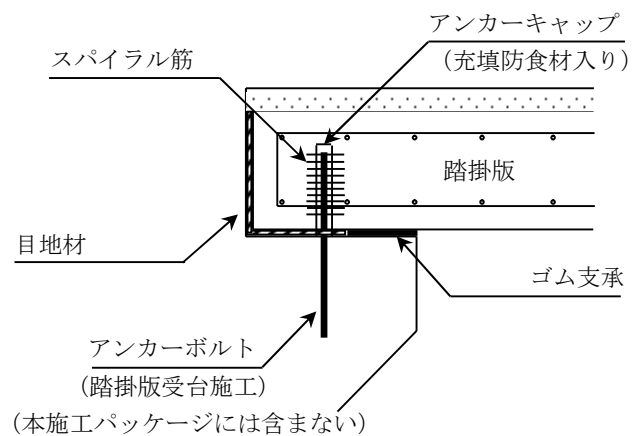 アンカーキャップ
（充填防食材入り）
スパイラル筋
踏掛版
目地材
ゴム支承
アンカーボルト
（踏掛版受台施工）
（本施工パッケージには含まない）